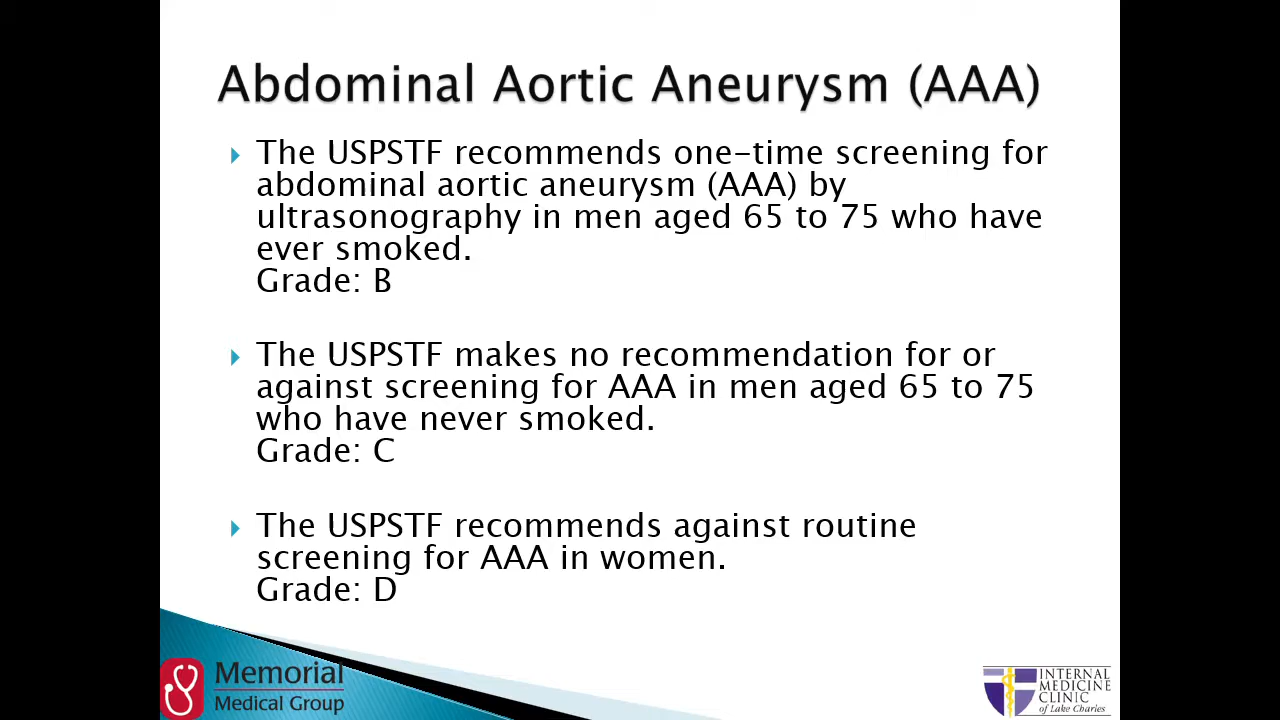 Abdominal Aortic Aneurysm (AAA)
The USPSTF recommends one-time screening for
abdominal aortic aneurysm (AAA) by
ultrasonography in men aged 65 to 75 who have
ever smoked.
Grade: B
The USPSTF makes no recommendation for or
against screening for AAA in men aged 65 to 75
who have never smoked.
Grade: C
The USPSTF recommends against routine
screening for AAA in women.
Grade: D
Memorial
Medical Group
INTERNAL
MEDICINE
CLINIC
of Lake Charles